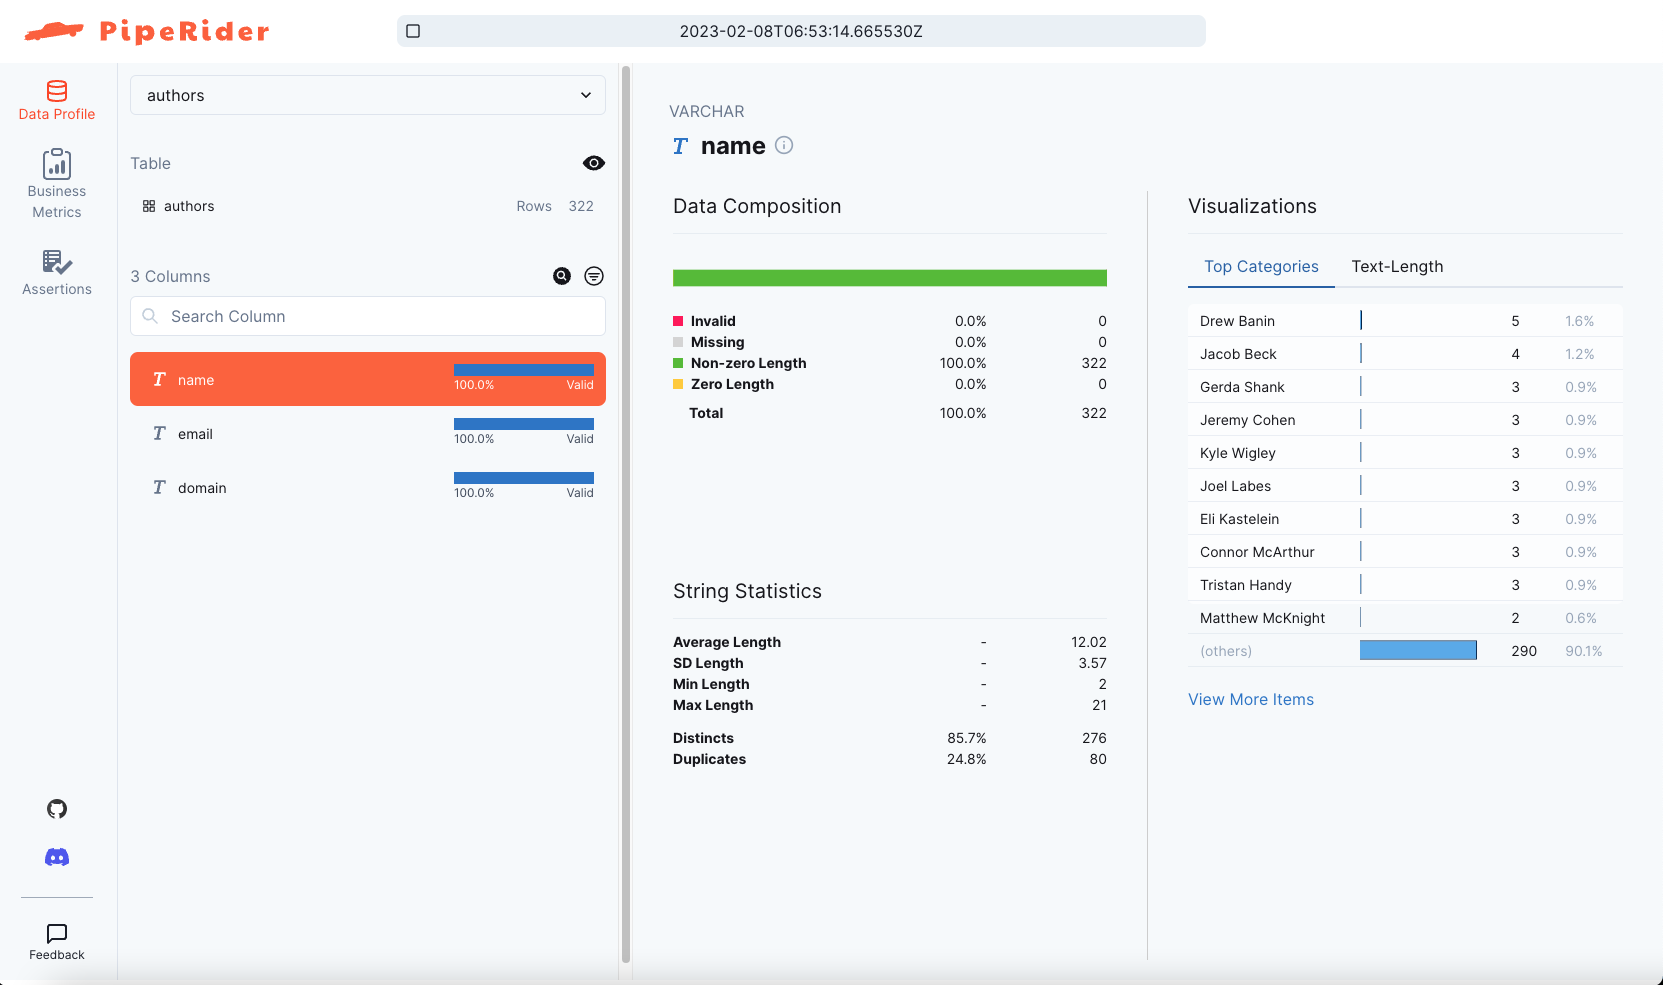 PipeRider
2023-02-08T06:53:14.665530Z
Data Profile
Business
Metrics
Assertions
Feedback
authors
Table
authors Rows 322
3 Columns
Search Column
T name 100.0% Valid
T email 100.0% Valid
T domain 100.0% Valid
VARCHAR
T name
Data Composition
Invalid 0.0% 0
Missing 0.0% 0
Non-zero Length 100.0% 322
Zero Length 0.0% 0
Total 100.0% 322
String Statistics
Average Length - 12.02
SD Length - 3.57
Min Length - 2
Max Length - 21
Distincts 85.7% 276
Duplicates 24.8% 80
Visualizations
Top Categories Text-Length
Drew Banin 5 1.6%
Jacob Beck 4 1.2%
Gerda Shank 3 0.9%
Jeremy Cohen 3 0.9%
Kyle Wigley 3 0.9%
Joel Labes 3 0.9%
Eli Kastelein 3 0.9%
Connor McArthur 3 0.9%
Tristan Handy 3 0.9%
Matthew McKnight 2 0.6%
(others) 290 90.1%
View More Items